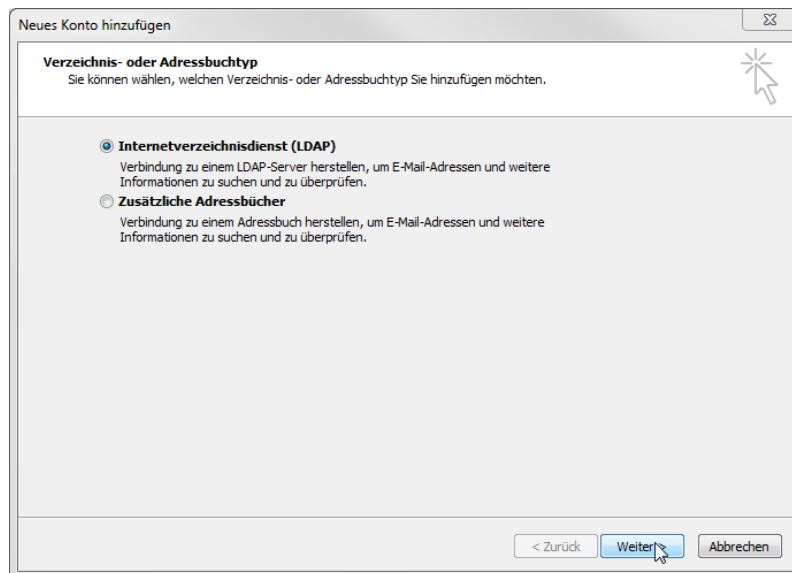 Neues Konto hinzufügen
Verzeichnis- oder Adressbuchtyp
Sie können wählen, welchen Verzeichnis- oder Adressbuchtyp Sie hinzufügen möchten.
Internetverzeichnisdienst (LDAP)
Verbindung zu einem LDAP-Server herstellen, um E-Mail-Adressen und weitere
Informationen zu suchen und zu überprüfen.
Zusätzliche Adressbücher
Verbindung zu einem Adressbuch herstellen, um E-Mail-Adressen und weitere
Informationen zu suchen und zu überprüfen.
< Zurück Weiter > Abbrechen